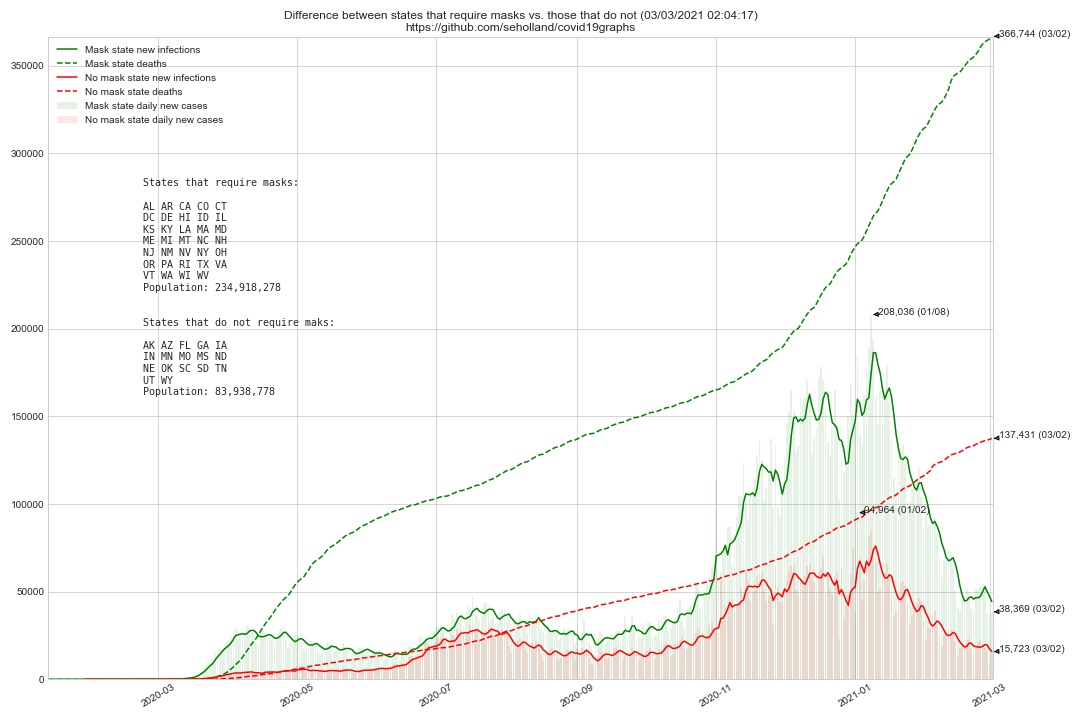 Difference between states that require masks vs. those that do not (03/03/2021 02:04:17)
https://github.com/seholland/covid19graphs
Mask state new infections
Mask state deaths
No mask state new infections
No mask state deaths
Mask state daily new cases
No mask state daily new cases
States that require masks:
AL AR CA CO CT
DC DE HI ID IL
KS KY LA MA MD
ME MI MT NC NH
NJ NM NV NY OH
OR PA RI TX VA
VT WA WI WV
Population: 234,918,278
States that do not require maks:
AK AZ FL GA IA
IN MN MO MS ND
NE OK SC SD TN
UT WY
Population: 83,938,778
366,744 (03/02)
208,036 (01/08)
137,431 (03/02)
94,964 (01/02)
38,369 (03/02)
15,723 (03/02)
350000
300000
250000
200000
150000
100000
50000
0
2020-03
2020-05
2020-07
2020-09
2020-11
2021-01
2021-03